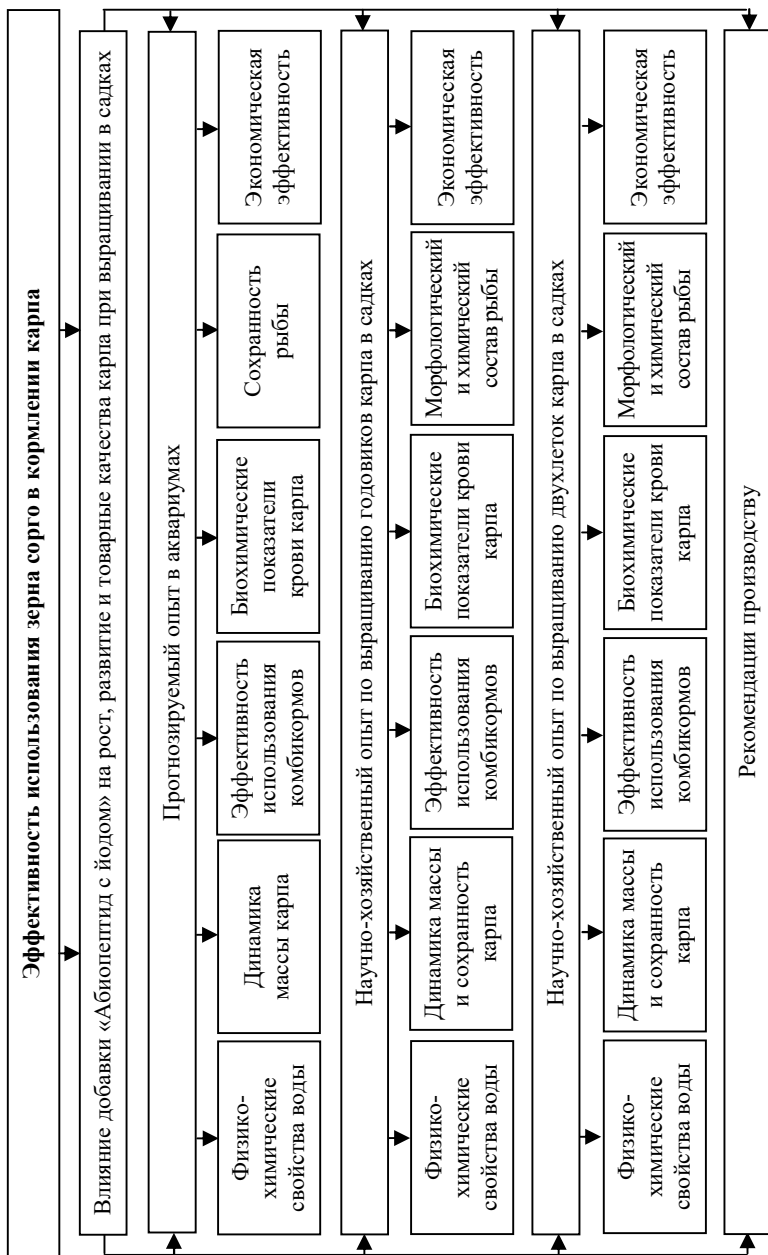 Эффективность использования зерна сорго в кормлении карпа
Влияние добавки «Абиопептид с йодом» на рост, развитие и товарные качества карпа при выращивании в садках
Прогнозируемый опыт в аквариумах
Физико-
химические
свойства воды
Динамика
массы карпа
Эффективность
использования
комбикормов
Биохимические
показатели
крови карпа
Сохранность
рыбы
Экономическая
эффективность
Научно-хозяйственный опыт по выращиванию годовиков карпа в садках
Физико-
химические
свойства воды
Динамика массы
и сохранность
карпа
Эффективность
использования
комбикормов
Биохимические
показатели крови
карпа
Морфологический
и химический
состав рыбы
Экономическая
эффективность
Научно-хозяйственный опыт по выращиванию двухлеток карпа в садках
Физико-
химические
свойства воды
Динамика массы
и сохранность
карпа
Эффективность
использования
комбикормов
Биохимические
показатели крови
карпа
Морфологический
и химический
состав рыбы
Экономическая
эффективность
Рекомендации производству